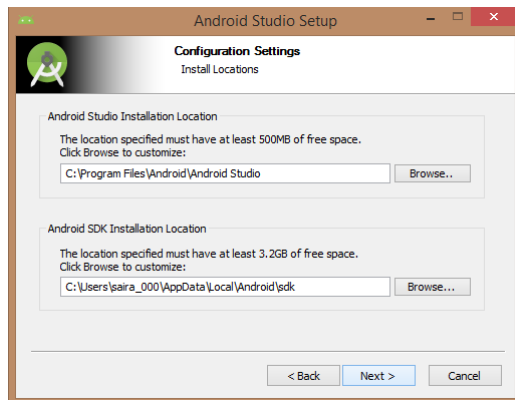 Android Studio Setup
Configuration Settings
Install Locations
Android Studio Installation Location
The location specified must have at least 500MB of free space.
Click Browse to customize:
C:\Program Files\Android\Android Studio
Browse..
Android SDK Installation Location
The location specified must have at least 3.2GB of free space.
Click Browse to customize:
C:\Users\saira_000\AppData\Local\Android\sdk
Browse...
< Back Next > Cancel